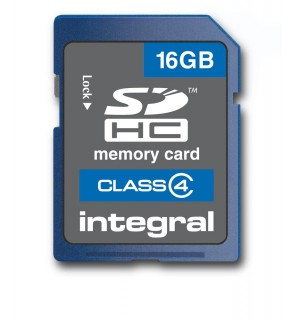 16GB
Lock
SD™
HC
memory card
CLASS 4
integral